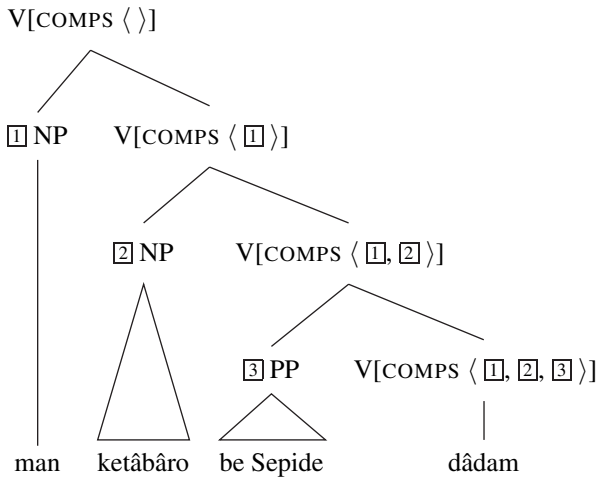 V[COMPS ⟨ ⟩]
1 NP V[COMPS ⟨ 1 ⟩]
2 NP V[COMPS ⟨ 1, 2 ⟩]
3 PP V[COMPS ⟨ 1, 2, 3 ⟩]
man ketâbâro be Sepide dâdam